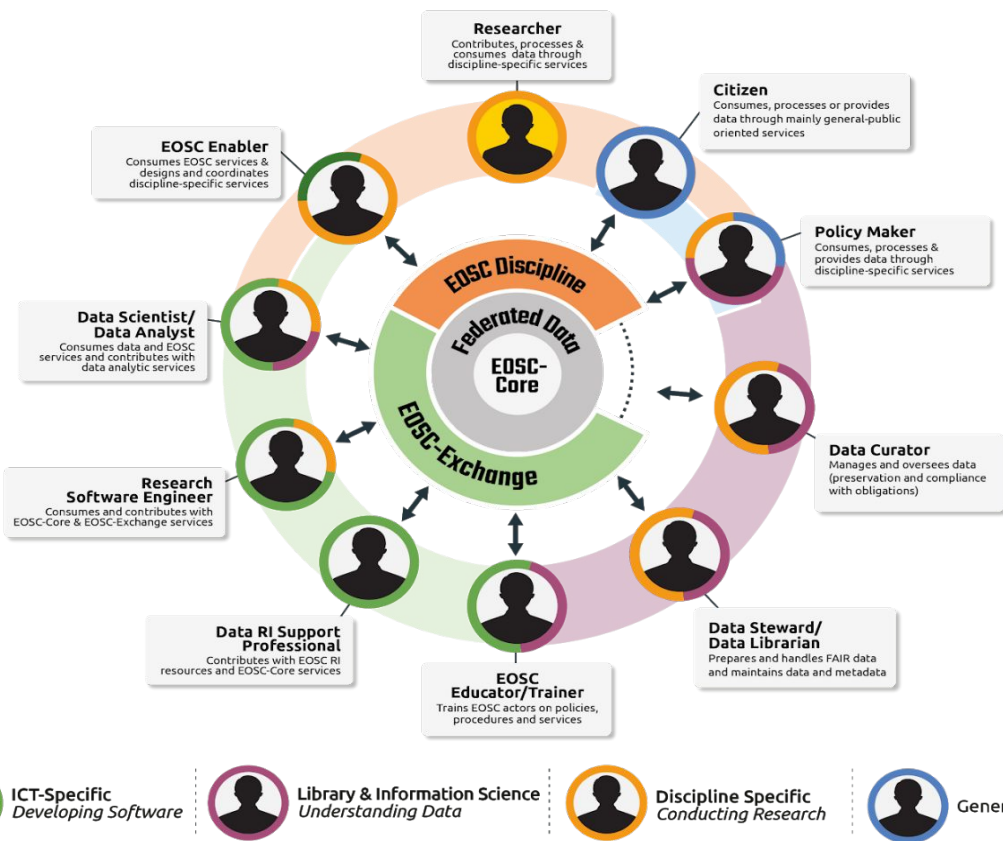 Researcher
Contributes, processes &
consumes data through
discipline-specific services
Citizen
Consumes, processes or provides
data through mainly general-public
oriented services
EOSC Enabler
Consumes EOSC services &
designs and coordinates
discipline-specific services
Policy Maker
Consumes, processes &
provides data through
discipline-specific services
EOSC Discipline
Federated Data
EOSC-
Core
EOSC-Exchange
Data Scientist/
Data Analyst
Consumes data and EOSC
services and contributes with
data analytic services
Data Curator
Manages and oversees data
(preservation and compliance
with obligations)
Research
Software Engineer
Consumes and contributes with
EOSC-Core & EOSC-Exchange services
Data RI Support
Professional
Contributes with EOSC RI
resources and EOSC-Core services
EOSC
Educator/Trainer
Trains EOSC actors on policies,
procedures and services
Data Steward/
Data Librarian
Prepares and handles FAIR data
and maintains data and metadata
ICT-Specific
Developing Software
Library & Information Science
Understanding Data
Discipline Specific
Conducting Research
Gener